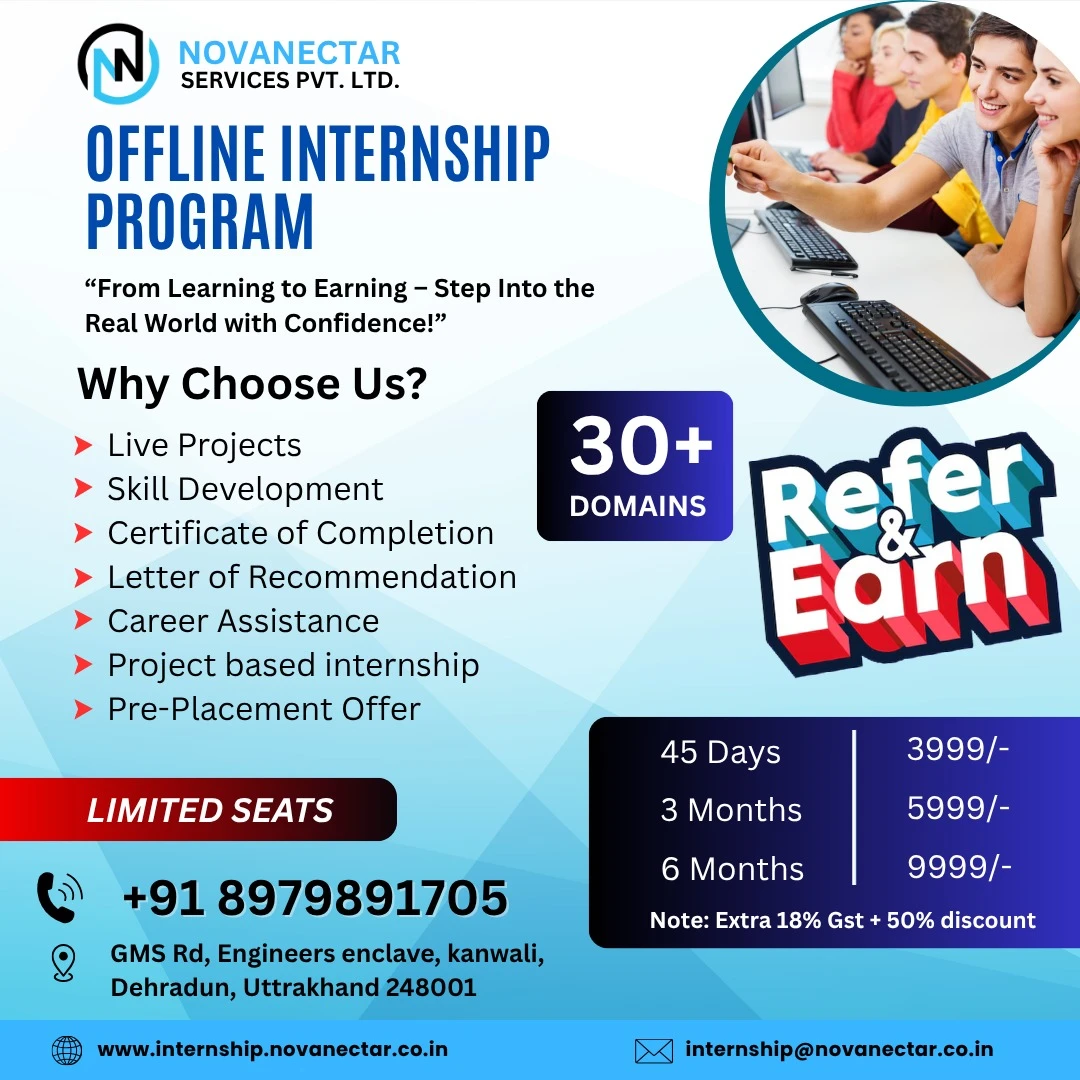 NOVANECTAR
SERVICES PVT. LTD.
OFFLINE INTERNSHIP
PROGRAM
“From Learning to Earning – Step Into the
Real World with Confidence!”
Why Choose Us?
Live Projects
Skill Development
Certificate of Completion
Letter of Recommendation
Career Assistance
Project based internship
Pre-Placement Offer
30+
DOMAINS
Refer
&
Earn
LIMITED SEATS
45 Days 3999/-
3 Months 5999/-
6 Months 9999/-
Note: Extra 18% Gst + 50% discount
+91 8979891705
GMS Rd, Engineers enclave, kanwali,
Dehradun, Uttrakhand 248001
www.internship.novanectar.co.in
internship@novanectar.co.in